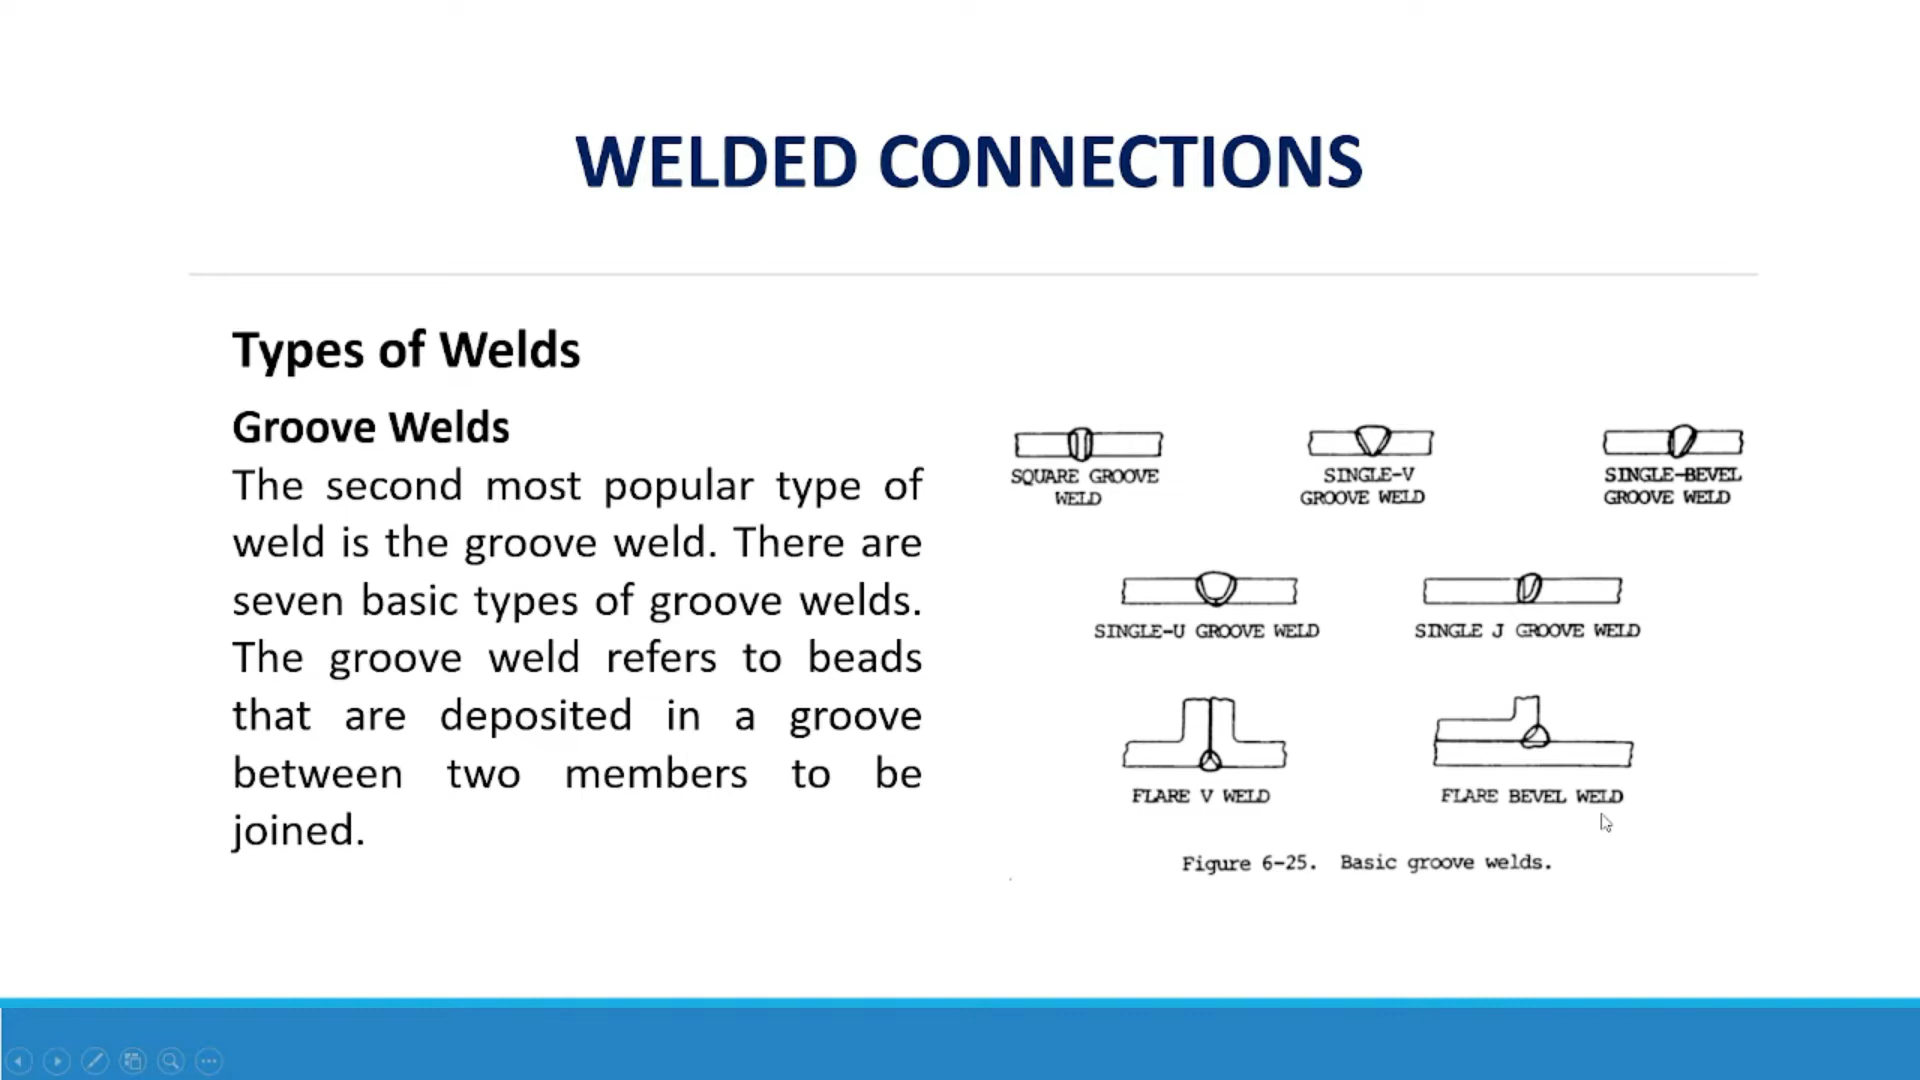 WELDED CONNECTIONS
Types of Welds
Groove Welds
The second most popular type of
weld is the groove weld. There are
seven basic types of groove welds.
The groove weld refers to beads
that are deposited in a groove
between two members to be
joined.
SQUARE GROOVE
WELD
SINGLE-V
GROOVE WELD
SINGLE-BEVEL
GROOVE WELD
SINGLE-U GROOVE WELD
SINGLE J GROOVE WELD
FLARE V WELD
FLARE BEVEL WELD
Figure 6-25. Basic groove welds.